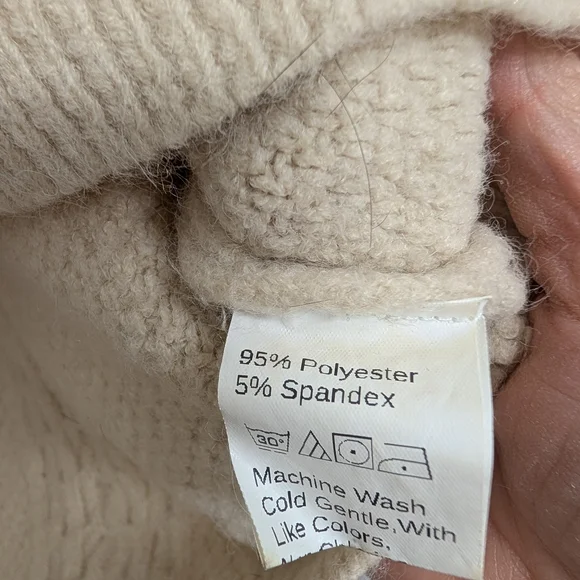 95% Polyester
5% Spandex
30°
Machine Wash
Cold Gentle, With
Like Colors,